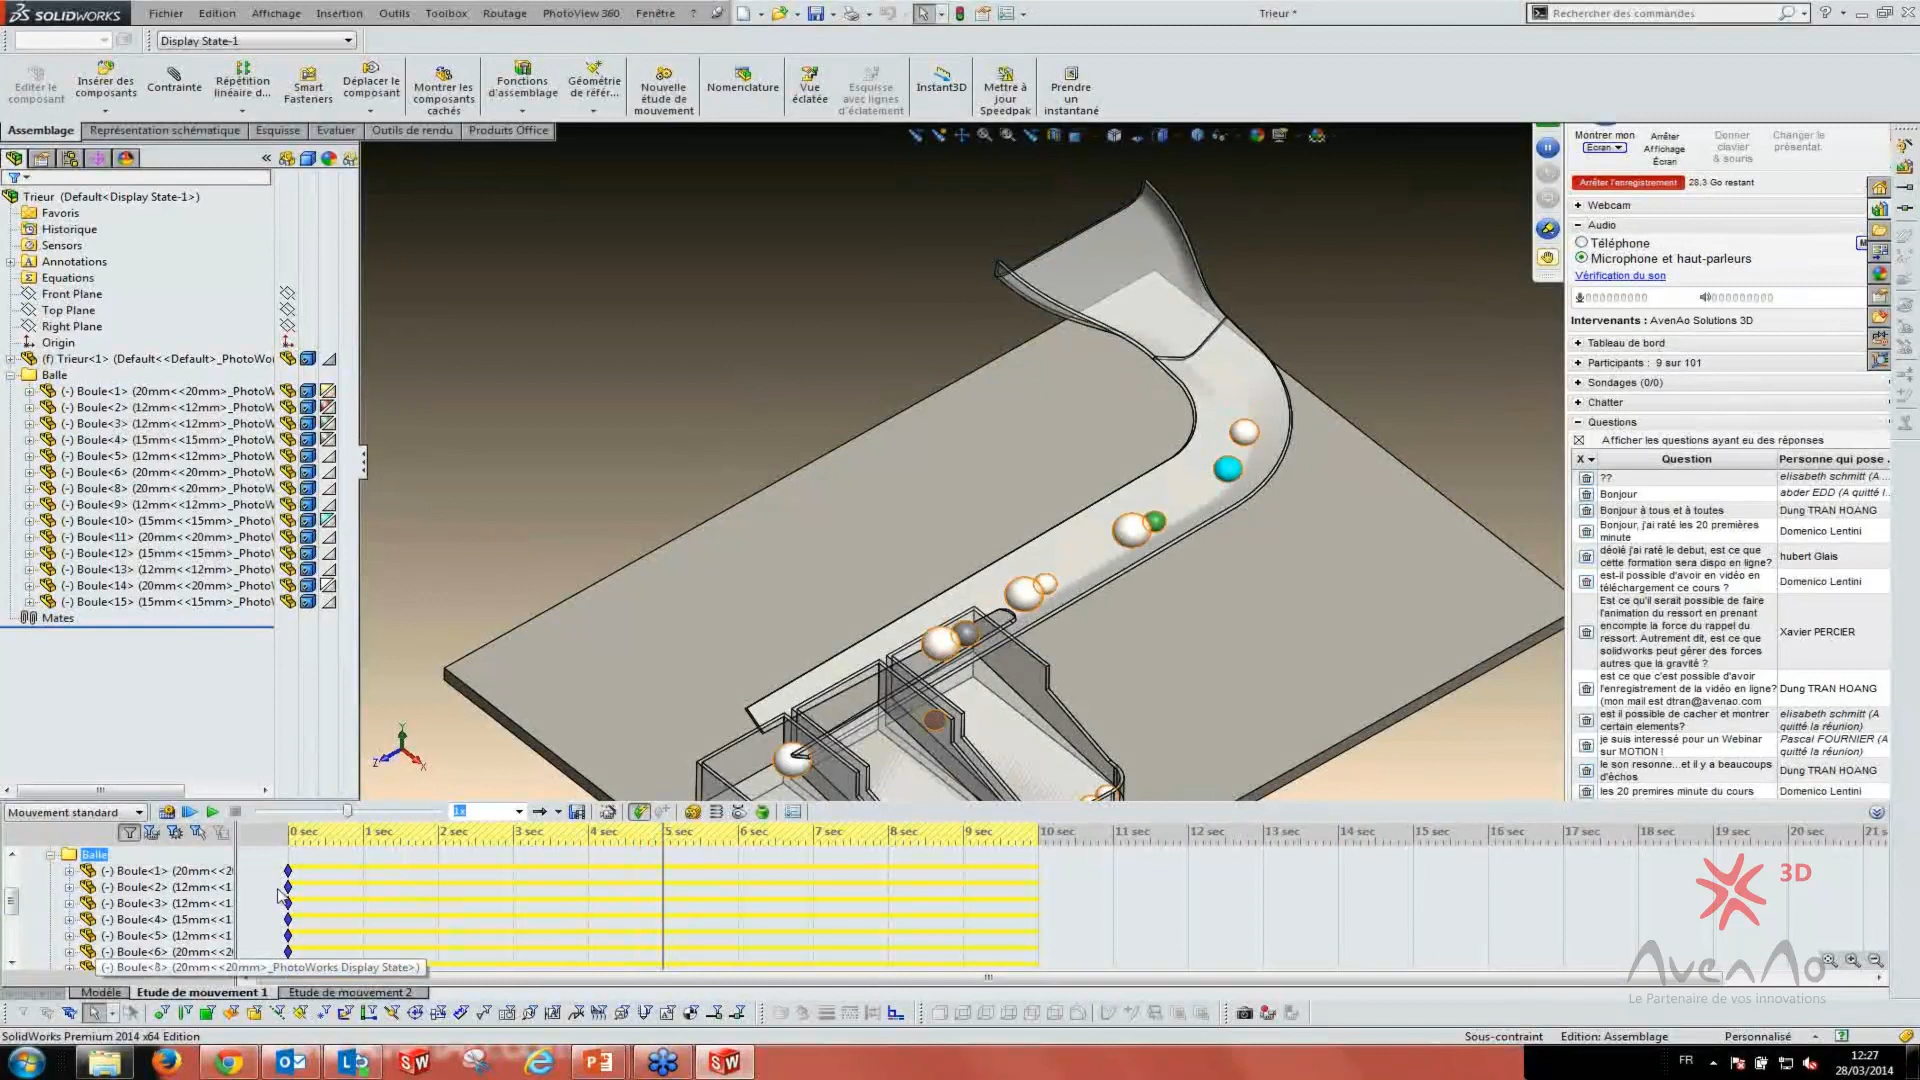 SOLIDWORKS Fichier Edition Affichage Insertion Outils Toolbox Routage PhotoView 360 Fenêtre ? Trieur * Rechercher des commandes
Display State-1
Editer le composant
Insérer des composants
Contrainte
Répétition linéaire d...
Smart Fasteners
Déplacer le composant
Montrer les composants cachés
Fonctions d'assemblage
Géométrie de référ...
Nouvelle étude de mouvement
Nomenclature
Vue éclatée
Esquisse avec lignes d'éclatement
Instant3D
Mettre à jour Speedpak
Prendre un instantané
Assemblage Représentation schématique Esquisse Evaluer Outils de rendu Produits Office
Trieur (Default<Display State-1>)
Favoris
Historique
Sensors
Annotations
Equations
Front Plane
Top Plane
Right Plane
Origin
(f) Trieur<1> (Default<<Default>_PhotoWo
Balle
(-) Boule<1> (20mm<<20mm>_PhotoW
(-) Boule<2> (12mm<<12mm>_PhotoW
(-) Boule<3> (12mm<<12mm>_PhotoW
(-) Boule<4> (15mm<<15mm>_PhotoW
(-) Boule<5> (12mm<<12mm>_PhotoW
(-) Boule<6> (20mm<<20mm>_PhotoW
(-) Boule<8> (20mm<<20mm>_PhotoW
(-) Boule<9> (12mm<<12mm>_PhotoW
(-) Boule<10> (15mm<<15mm>_Photo
(-) Boule<11> (20mm<<20mm>_Photo
(-) Boule<12> (15mm<<15mm>_Photo
(-) Boule<13> (12mm<<12mm>_Photo
(-) Boule<14> (20mm<<20mm>_Photo
(-) Boule<15> (15mm<<15mm>_Photo
Mates
Montrer mon Écran
Arrêter Affichage Écran
Donner clavier & souris
Changer le présentat.
Arrêter l'enregistrement 28.3 Go restant
Webcam
Audio
Téléphone
Microphone et haut-parleurs
Vérification du son
Intervenants : AvenAo Solutions 3D
Tableau de bord
Participants : 9 sur 101
Sondages (0/0)
Chatter
Questions
Afficher les questions ayant eu des réponses
X Question Personne qui pose .
?? elisabeth schmitt (A ...
Bonjour abder EDD (A quitté l...
Bonjour à tous et à toutes Dung TRAN HOANG
Bonjour, j'ai raté les 20 premières
minute Domenico Lentini
déolé j'ai raté le debut, est ce que
cette formation sera dispo en ligne? hubert Glais
est-il possible d'avoir en vidéo en
téléchargement ce cours ? Domenico Lentini
Est ce qu'il serait possible de faire
l'animation du ressort en prenant
encompte la force du rappel du
ressort. Autrement dit, est ce que Xavier PERCIER
solidworks peut gérer des forces
autres que la gravité ?
est ce que c'est possible d'avoir
l'enregistrement de la vidéo en ligne? Dung TRAN HOANG
(mon mail est dtran@avenao.com
est il possible de cacher et montrer elisabeth schmitt (A
certain elements? quitté la réunion)
je suis interessé pour un Webinar Pascal FOURNIER (A
sur MOTION ! quitté la réunion)
le son resonne...et il y a beaucoups
d'échos Dung TRAN HOANG
les 20 premires minute du cours Domenico Lentini
Y
Z X
Mouvement standard 1x
0 sec 1 sec 2 sec 3 sec 4 sec 5 sec 6 sec 7 sec 8 sec 9 sec 10 sec 11 sec 12 sec 13 sec 14 sec 15 sec 16 sec 17 sec 18 sec 19 sec 20 sec 21 s
Balle
(-) Boule<1> (20mm<<2
(-) Boule<2> (12mm<<1
(-) Boule<3> (12mm<<1
(-) Boule<4> (15mm<<1
(-) Boule<5> (12mm<<1
(-) Boule<6> (20mm<<2
(-) Boule<8> (20mm<<20mm>_PhotoWorks Display State>)
3D
AvenAo
Le Partenaire de vos innovations
Modèle Etude de mouvement 1 Etude de mouvement 2
SolidWorks Premium 2014 x64 Edition Sous-contraint Edition: Assemblage Personnalisé
FR 12:27
28/03/2014